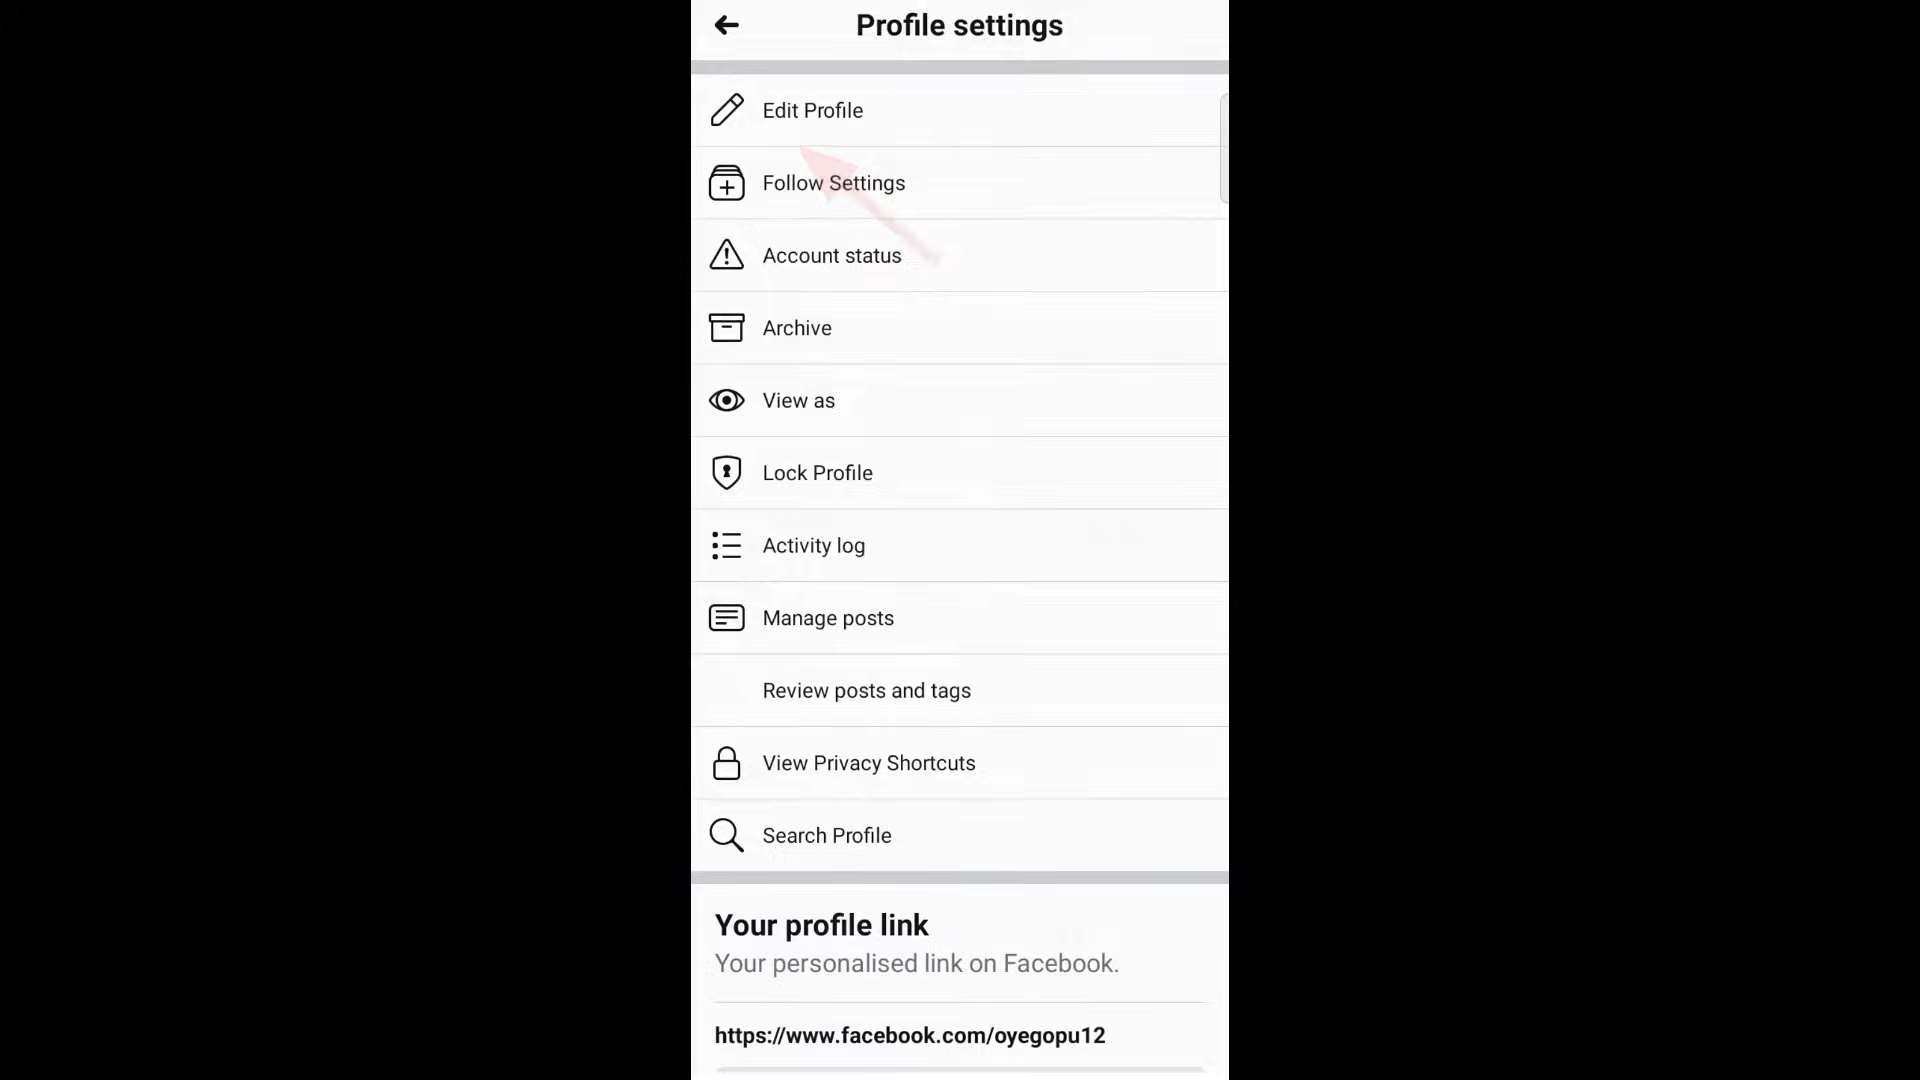 Profile settings
Edit Profile
Follow Settings
Account status
Archive
View as
Lock Profile
Activity log
Manage posts
Review posts and tags
View Privacy Shortcuts
Search Profile
Your profile link
Your personalised link on Facebook.
https://www.facebook.com/oyegopu12